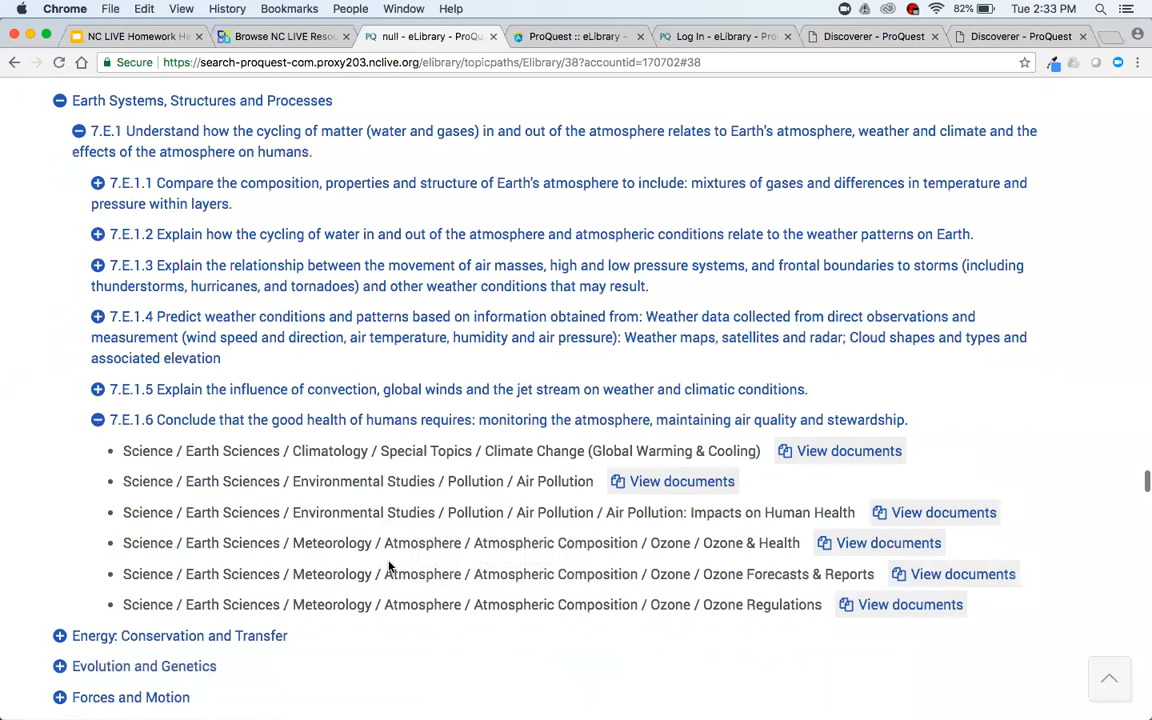 Chrome File Edit View History Bookmarks People Window Help 82% Tue 2:33 PM
NC LIVE Homework He × Browse NC LIVE Resource × PQ null - eLibrary - ProQu × ProQuest :: eLibrary - × PQ Log In - eLibrary - Pro × Discoverer - ProQuest × Discoverer - ProQuest ×
Secure https://search-proquest-com.proxy203.nclive.org/elibrary/topicpaths/Elibrary/38?accountid=170702#38
Earth Systems, Structures and Processes
7.E.1 Understand how the cycling of matter (water and gases) in and out of the atmosphere relates to Earth's atmosphere, weather and climate and the
effects of the atmosphere on humans.
7.E.1.1 Compare the composition, properties and structure of Earth's atmosphere to include: mixtures of gases and differences in temperature and
pressure within layers.
7.E.1.2 Explain how the cycling of water in and out of the atmosphere and atmospheric conditions relate to the weather patterns on Earth.
7.E.1.3 Explain the relationship between the movement of air masses, high and low pressure systems, and frontal boundaries to storms (including
thunderstorms, hurricanes, and tornadoes) and other weather conditions that may result.
7.E.1.4 Predict weather conditions and patterns based on information obtained from: Weather data collected from direct observations and
measurement (wind speed and direction, air temperature, humidity and air pressure): Weather maps, satellites and radar; Cloud shapes and types and
associated elevation
7.E.1.5 Explain the influence of convection, global winds and the jet stream on weather and climatic conditions.
7.E.1.6 Conclude that the good health of humans requires: monitoring the atmosphere, maintaining air quality and stewardship.
• Science / Earth Sciences / Climatology / Special Topics / Climate Change (Global Warming & Cooling) View documents
• Science / Earth Sciences / Environmental Studies / Pollution / Air Pollution View documents
• Science / Earth Sciences / Environmental Studies / Pollution / Air Pollution / Air Pollution: Impacts on Human Health View documents
• Science / Earth Sciences / Meteorology / Atmosphere / Atmospheric Composition / Ozone / Ozone & Health View documents
• Science / Earth Sciences / Meteorology / Atmosphere / Atmospheric Composition / Ozone / Ozone Forecasts & Reports View documents
• Science / Earth Sciences / Meteorology / Atmosphere / Atmospheric Composition / Ozone / Ozone Regulations View documents
Energy: Conservation and Transfer
Evolution and Genetics
Forces and Motion